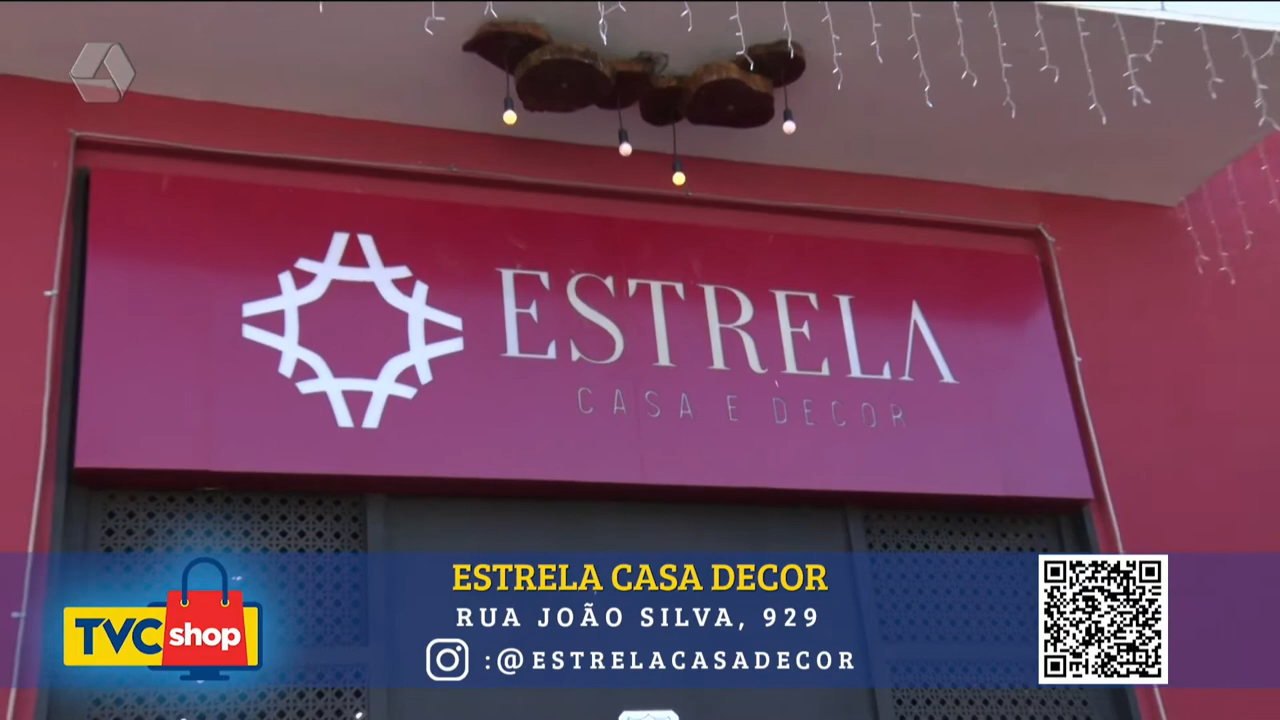 ESTRELA
CASA E DECOR
TVC shop
ESTRELA CASA DECOR
RUA JOÃO SILVA, 929
:@ESTRELACASADECOR